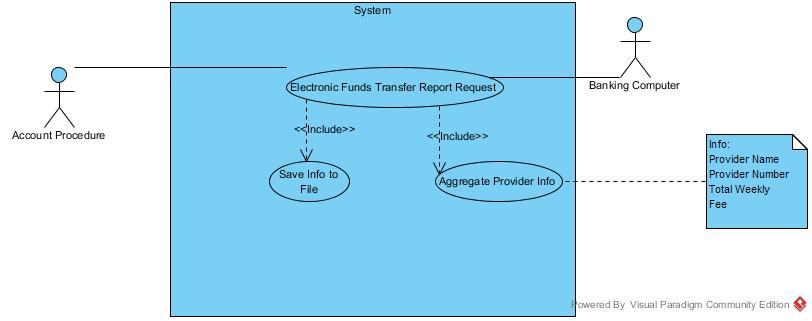 System
Electronic Funds Transfer Report Request
Banking Computer
Account Procedure
<<Include>>
<<Include>>
Save Info to
File
Aggregate Provider Info
Info:
Provider Name
Provider Number
Total Weekly
Fee
Powered By Visual Paradigm Community Edition